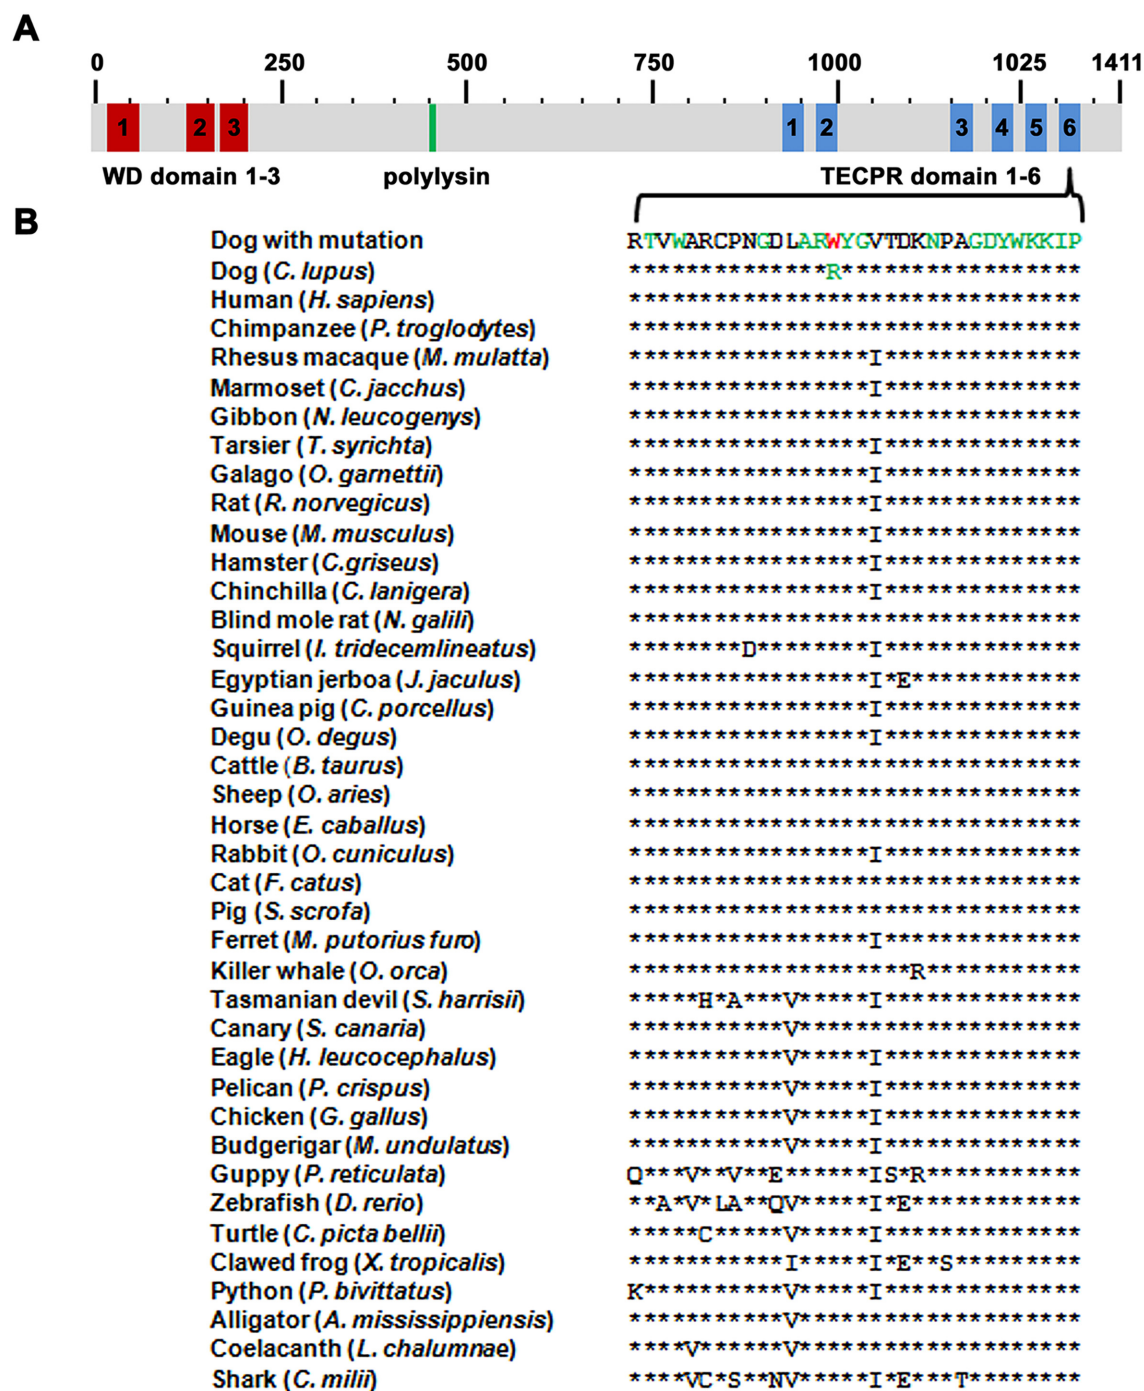 A
0 250 500 750 1000 1025 1411
1 2 3 1 2 3 4 5 6
WD domain 1-3 polylysin TECPR domain 1-6
B
Dog with mutation RTVWARCPNGDLARWYGVTDKNPAGDYWKKIP
Dog (C. lupus) **************R*****************
Human (H. sapiens) ********************************
Chimpanzee (P. troglodytes) ********************************
Rhesus macaque (M. mulatta) *****************I**************
Marmoset (C. jacchus) *****************I**************
Gibbon (N. leucogenys) ********************************
Tarsier (T. syrichta) *****************I**************
Galago (O. garnettii) *****************I**************
Rat (R. norvegicus) *****************I**************
Mouse (M. musculus) *****************I**************
Hamster (C.griseus) *****************I**************
Chinchilla (C. lanigera) *****************I**************
Blind mole rat (N. galili) ********************************
Squirrel (I. tridecemlineatus) ********D********I**************
Egyptian jerboa (J. jaculus) *****************I*E************
Guinea pig (C. porcellus) *****************I**************
Degu (O. degus) *****************I**************
Cattle (B. taurus) ********************************
Sheep (O. aries) ********************************
Horse (E. caballus) ********************************
Rabbit (O. cuniculus) *****************I**************
Cat (F. catus) ********************************
Pig (S. scrofa) ********************************
Ferret (M. putorius furo) *****************I**************
Killer whale (O. orca) ********************R***********
Tasmanian devil (S. harrisii) *****H*A***V*****I**************
Canary (S. canaria) ***********V********************
Eagle (H. leucocephalus) ***********V*****I**************
Pelican (P. crispus) ***********V*****I**************
Chicken (G. gallus) ***********V*****I**************
Budgerigar (M. undulatus) ***********V*****I**************
Guppy (P. reticulata) Q***V**V**E******IS*R***********
Zebrafish (D. rerio) **A*V*LA**QV*****I*E************
Turtle (C. picta bellii) *****C*****V*****I**************
Clawed frog (X. tropicalis) ***********I*****I*E**S*********
Python (P. bivittatus) K**********V*****I**************
Alligator (A. mississippiensis) ***********V********************
Coelacanth (L. chalumnae) ****V******V********************
Shark (C. milii) ****VC*S**NV*****I*E***T********